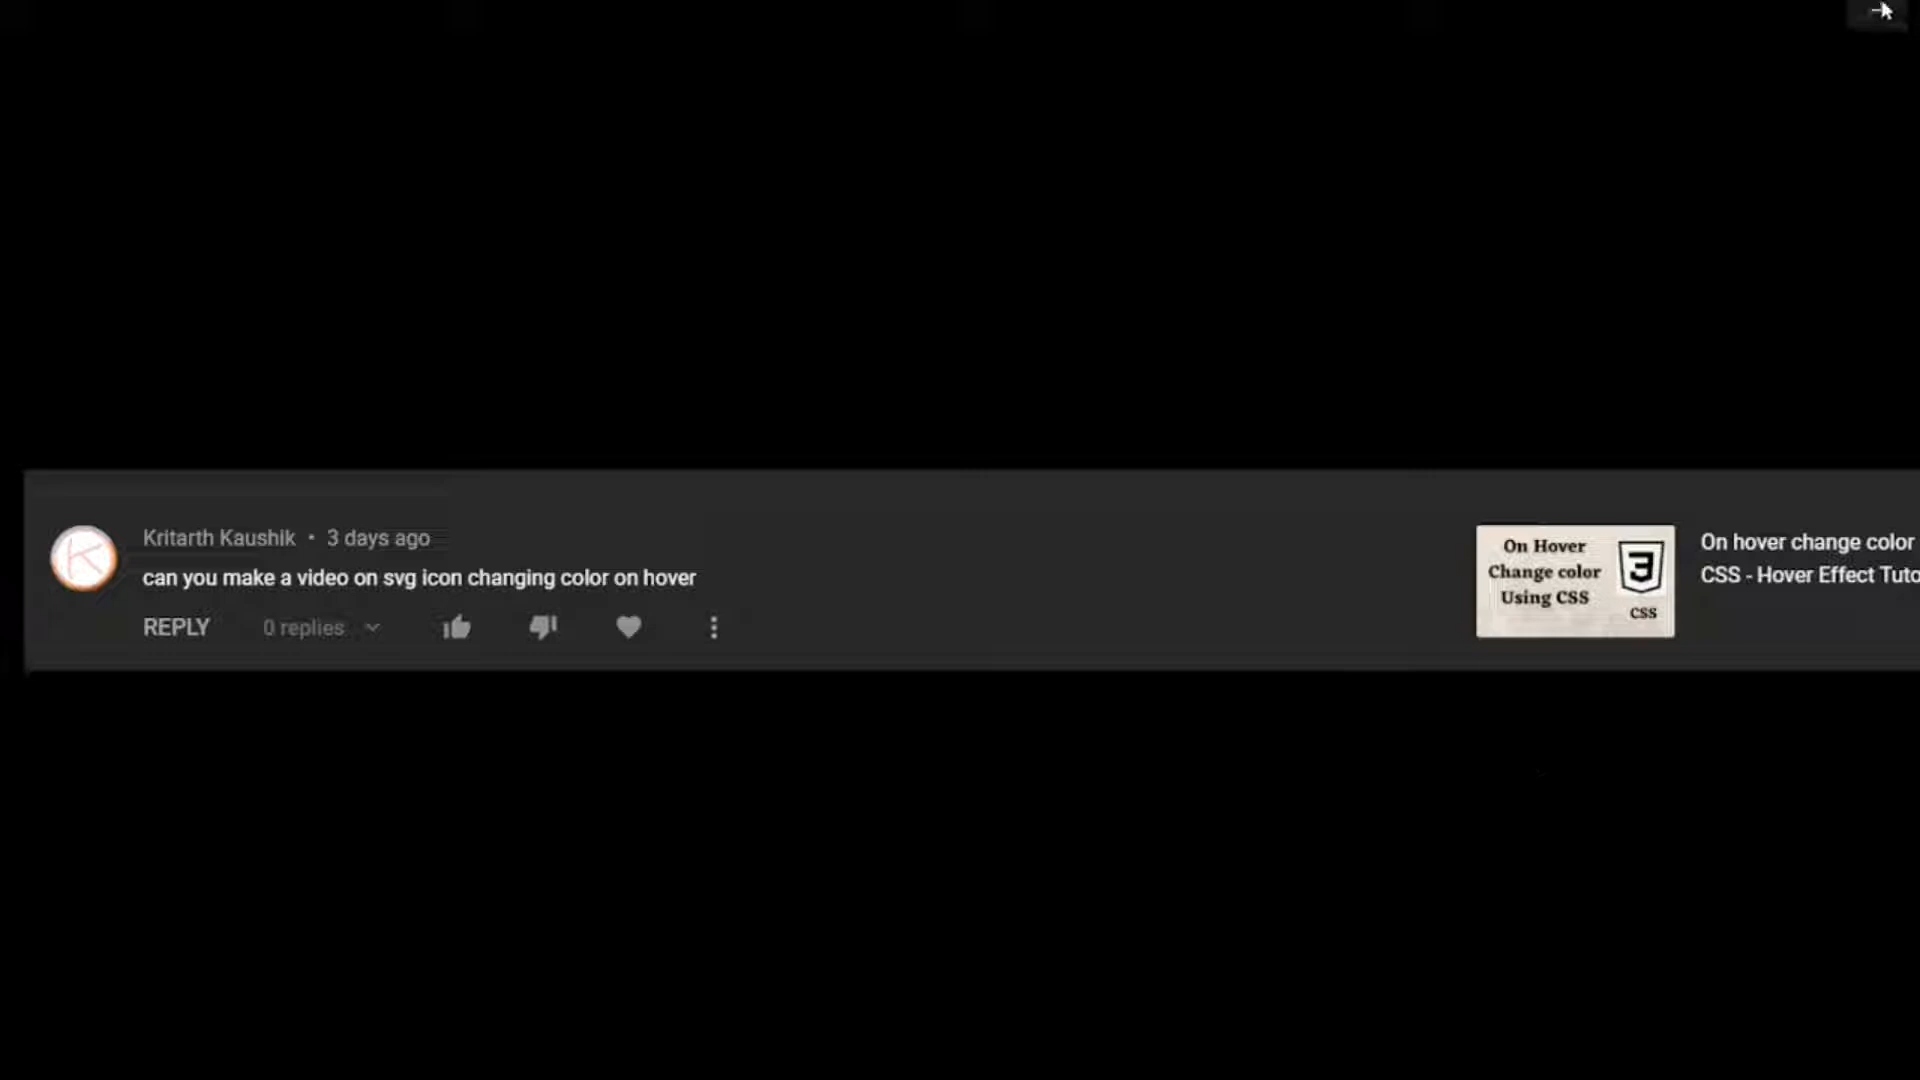 Kritarth Kaushik • 3 days ago
can you make a video on svg icon changing color on hover
REPLY 0 replies
On Hover
Change color
Using CSS
3
CSS
On hover change color
CSS - Hover Effect Tuto